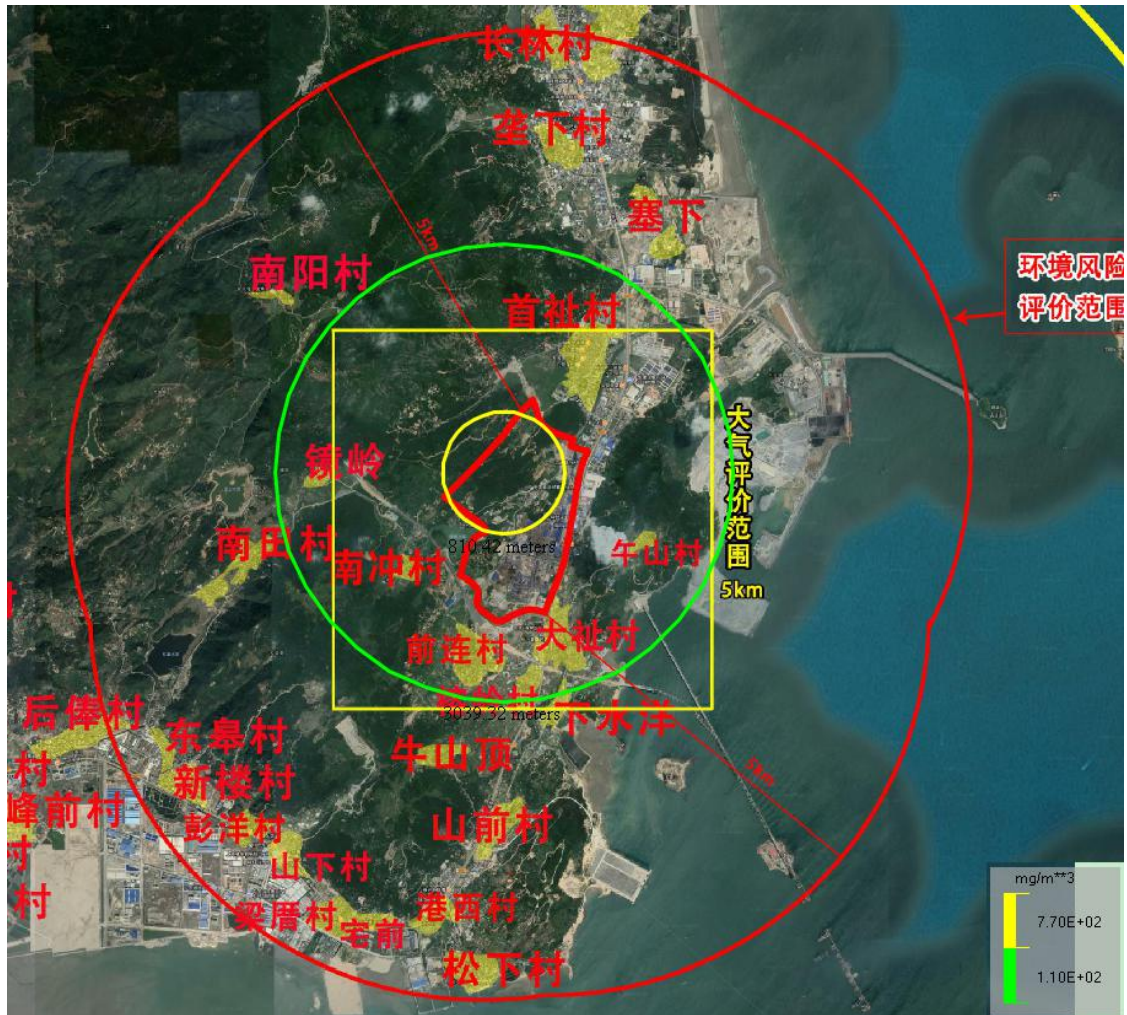 长林村
垄下村
塞下
5km
南阳村
环境风险
评价范围
首祉村
大气评价范围
5km
镜岭
810.42 meters
南田村
南冲村
午山村
前连村
大祉村
3039.32 meters
下水洋
后俸村
东皋村
牛山顶
5km
村
新楼村
峰前村
彭洋村
山前村
村
山下村
村
梁厝村
宅前
港西村
松下村
mg/m**3
7.70E+02
1.10E+02